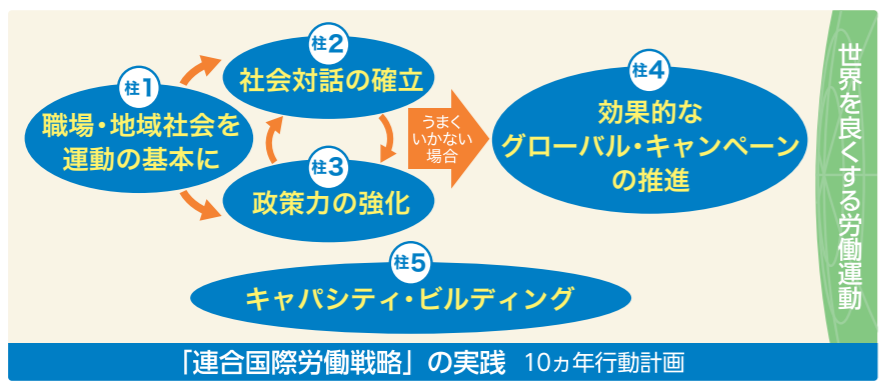 柱1
職場・地域社会を
運動の基本に
柱2
社会対話の確立
柱3
政策力の強化
うまく
いかない
場合
柱4
効果的な
グローバル・キャンペーン
の推進
柱5
キャパシティ・ビルディング
世界を良くする労働運動
「連合国際労働戦略」の実践 10ヵ年行動計画